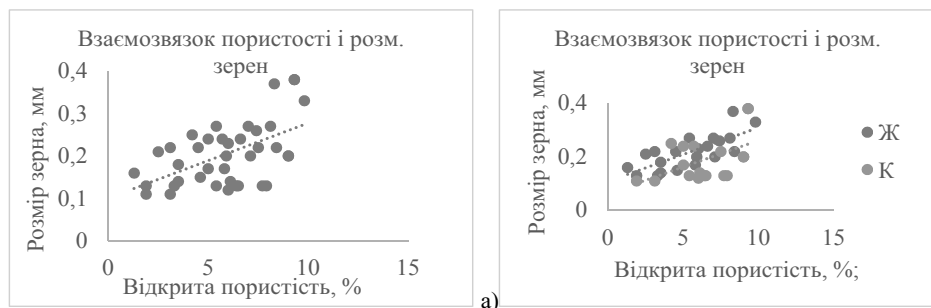 Взаємозвязок пористості і розм.
зерен
0,4
0,3
0,2
0,1
0
0
5
10
15
Розмір зерна, мм
Відкрита пористість, %
а)
Взаємозвязок пористості і розм.
зерен
0,4
0,2
0
0
5
10
15
Розмір зерна, мм
Відкрита пористість, %;
Ж
К